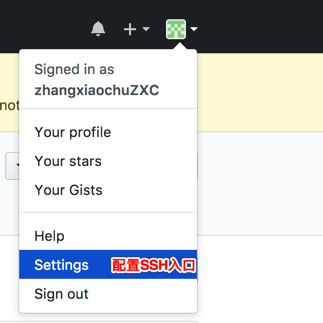 Signed in as
zhangxiaochuZXC
not
Your profile
Your stars
Your Gists
Help
Settings 配置SSH入口
Sign out